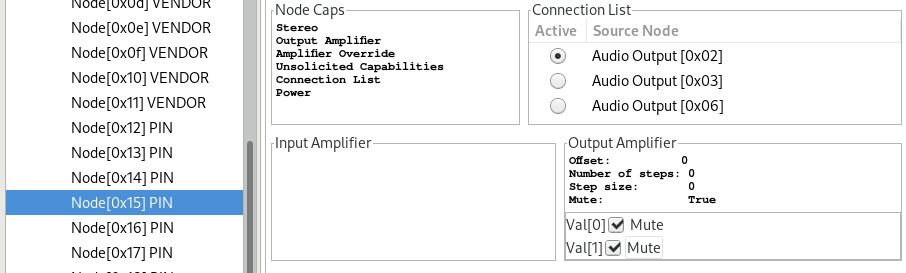 Node[0x0d] VENDOR
Node[0x0e] VENDOR
Node[0x0f] VENDOR
Node[0x10] VENDOR
Node[0x11] VENDOR
Node[0x12] PIN
Node[0x13] PIN
Node[0x14] PIN
Node[0x15] PIN
Node[0x16] PIN
Node[0x17] PIN
Node Caps
Stereo
Output Amplifier
Amplifier Override
Unsolicited Capabilities
Connection List
Power
Connection List
Active Source Node
Audio Output [0x02]
Audio Output [0x03]
Audio Output [0x06]
Input Amplifier
Output Amplifier
Offset: 0
Number of steps: 0
Step size: 0
Mute: True
Val[0] Mute
Val[1] Mute